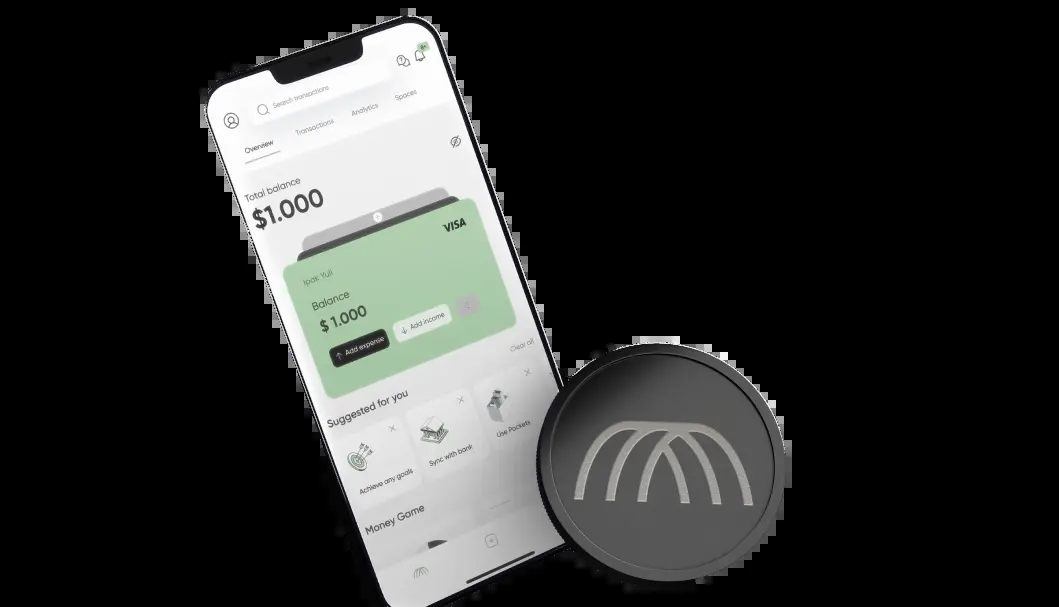 8+
Search transactions
Overview
Transactions
Analytics
Spaces
Total balance
$1.000
VISA
Ipak Yuli
Balance
$ 1.000
Add expense
Add income
Clear all
Suggested for you
Achieve any goals
Sync with bank
Use Pockets
Money Game